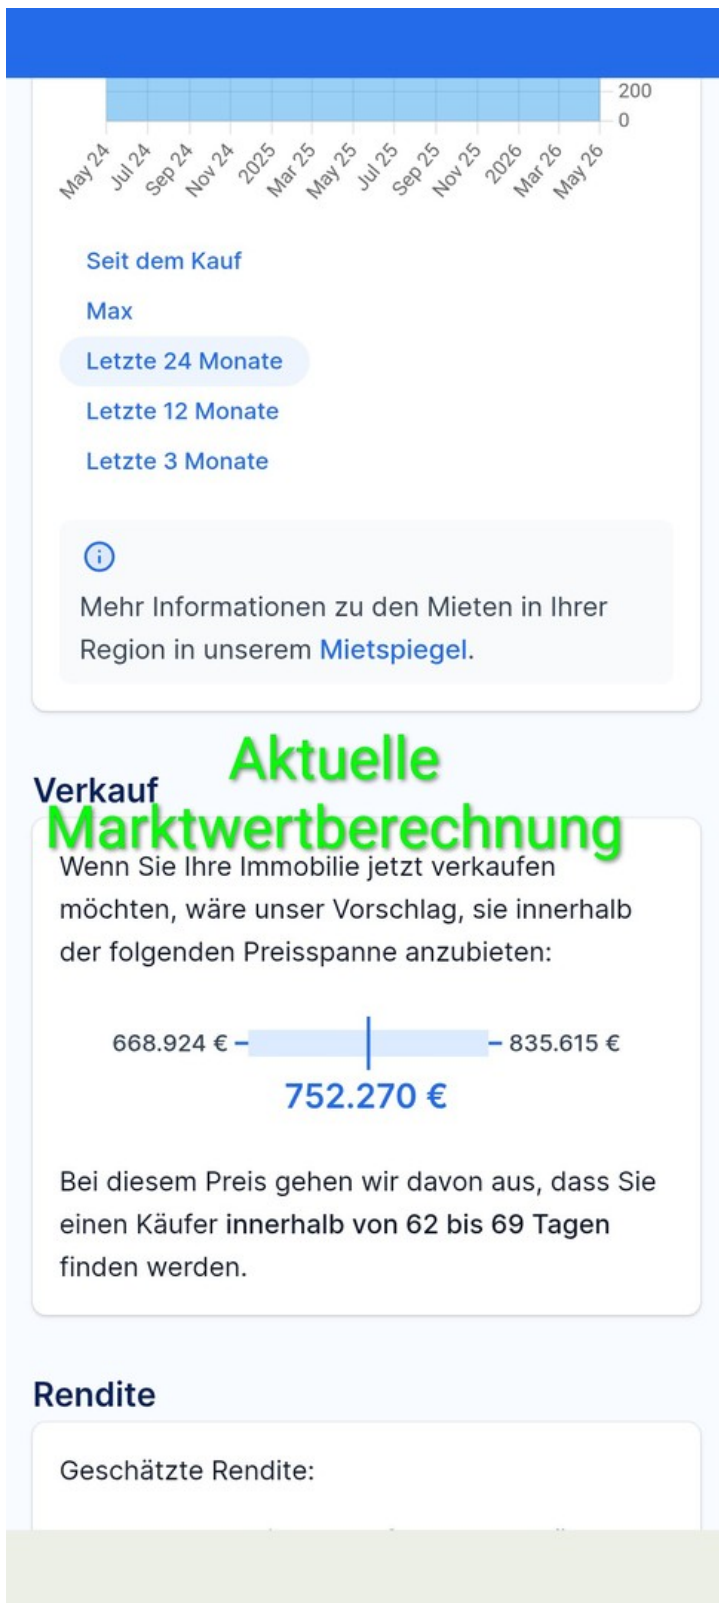 200
0
May 24
Jul 24
Sep 24
Nov 24
2025
Mar 25
May 25
Jul 25
Sep 25
Nov 25
2026
Mar 26
May 26
Seit dem Kauf
Max
Letzte 24 Monate
Letzte 12 Monate
Letzte 3 Monate
Mehr Informationen zu den Mieten in Ihrer
Region in unserem Mietspiegel.
Aktuelle
Verkauf
Marktwertberechnung
Wenn Sie Ihre Immobilie jetzt verkaufen
möchten, wäre unser Vorschlag, sie innerhalb
der folgenden Preisspanne anzubieten:
668.924 € 835.615 €
752.270 €
Bei diesem Preis gehen wir davon aus, dass Sie
einen Käufer innerhalb von 62 bis 69 Tagen
finden werden.
Rendite
Geschätzte Rendite: